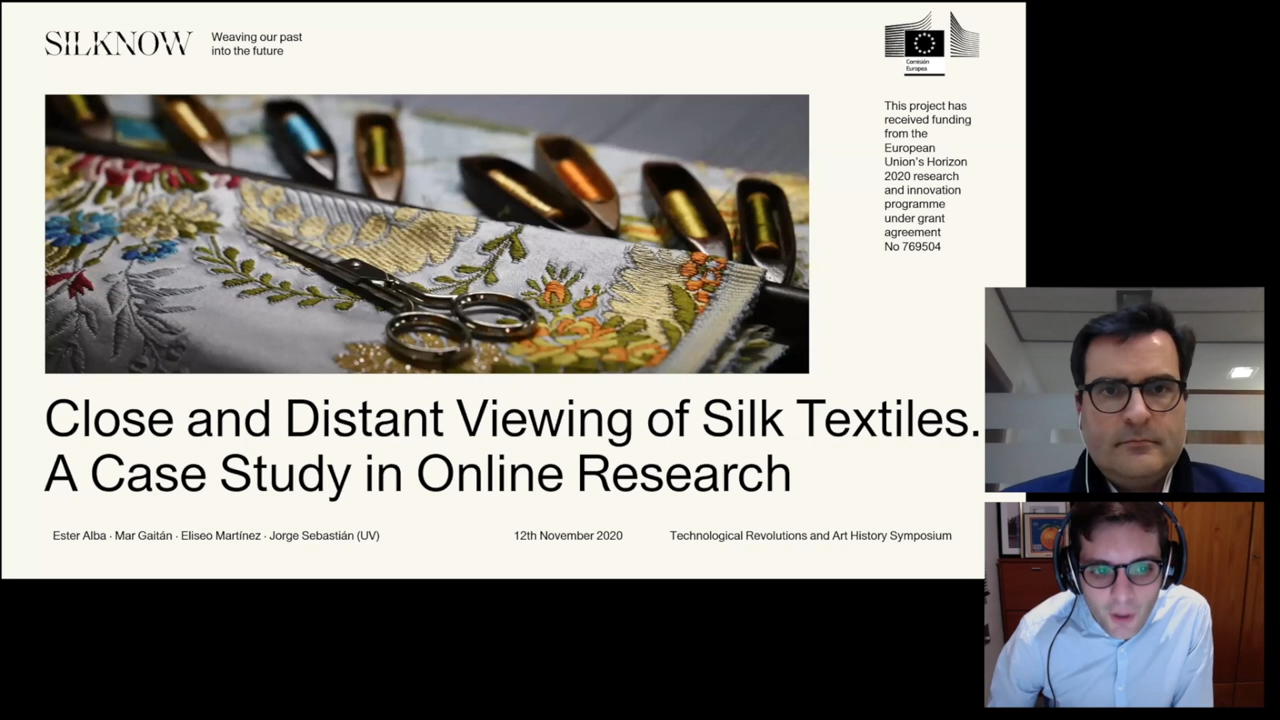 SILKNOW
Weaving our past
into the future
Comisión
Europea
This project has
received funding
from the
European
Union's Horizon
2020 research
and innovation
programme
under grant
agreement
No 769504
Close and Distant Viewing of Silk Textiles.
A Case Study in Online Research
Ester Alba · Mar Gaitán · Eliseo Martínez · Jorge Sebastián (UV)
12th November 2020
Technological Revolutions and Art History Symposium